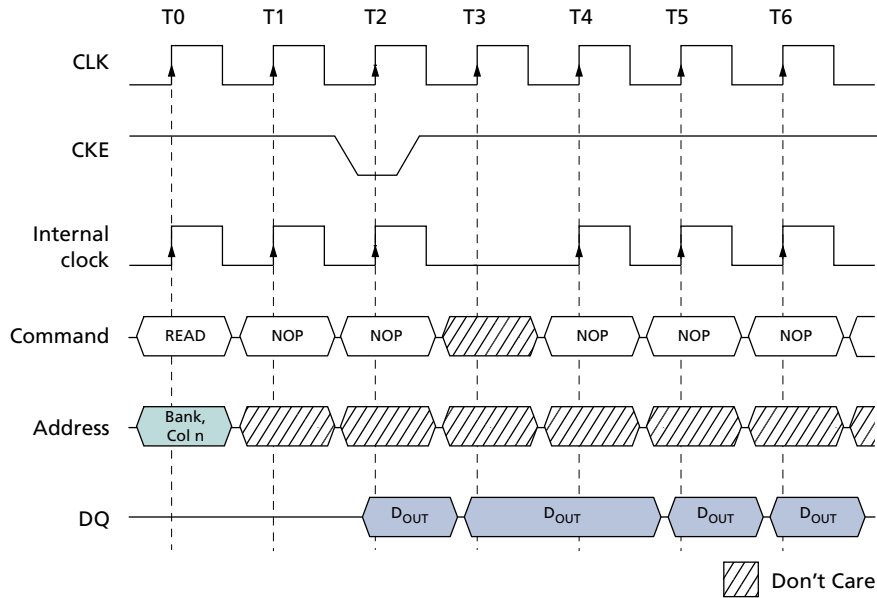 T0 T1 T2 T3 T4 T5 T6
CLK
CKE
Internal
clock
Command READ NOP NOP NOP NOP NOP
Address Bank,
Col n
DQ DOUT DOUT DOUT DOUT
Don't Care